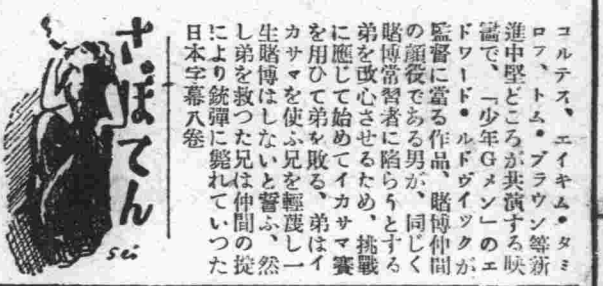 コルテス、エイキム・タミ
ロフ、トム・ブラウン等新
進中堅どころが共演する映
畵で、「少年Gメン」のエ
ドワード・ルドヴイックが
監督に當る作品、賭博仲間
の顔役である男が、同じく
賭博常習者に陥らうとする
弟を改心させるため、挑戰
に應じて始めてイカサマ賽
を用ひて弟を敗る、弟はイ
カサマを使ふ兄を輕蔑し一
生賭博はしないと誓ふ、然
し弟を救つた兄は仲間の掟
により銃彈に斃れていつた
日本字幕八卷
さぼてん
sei